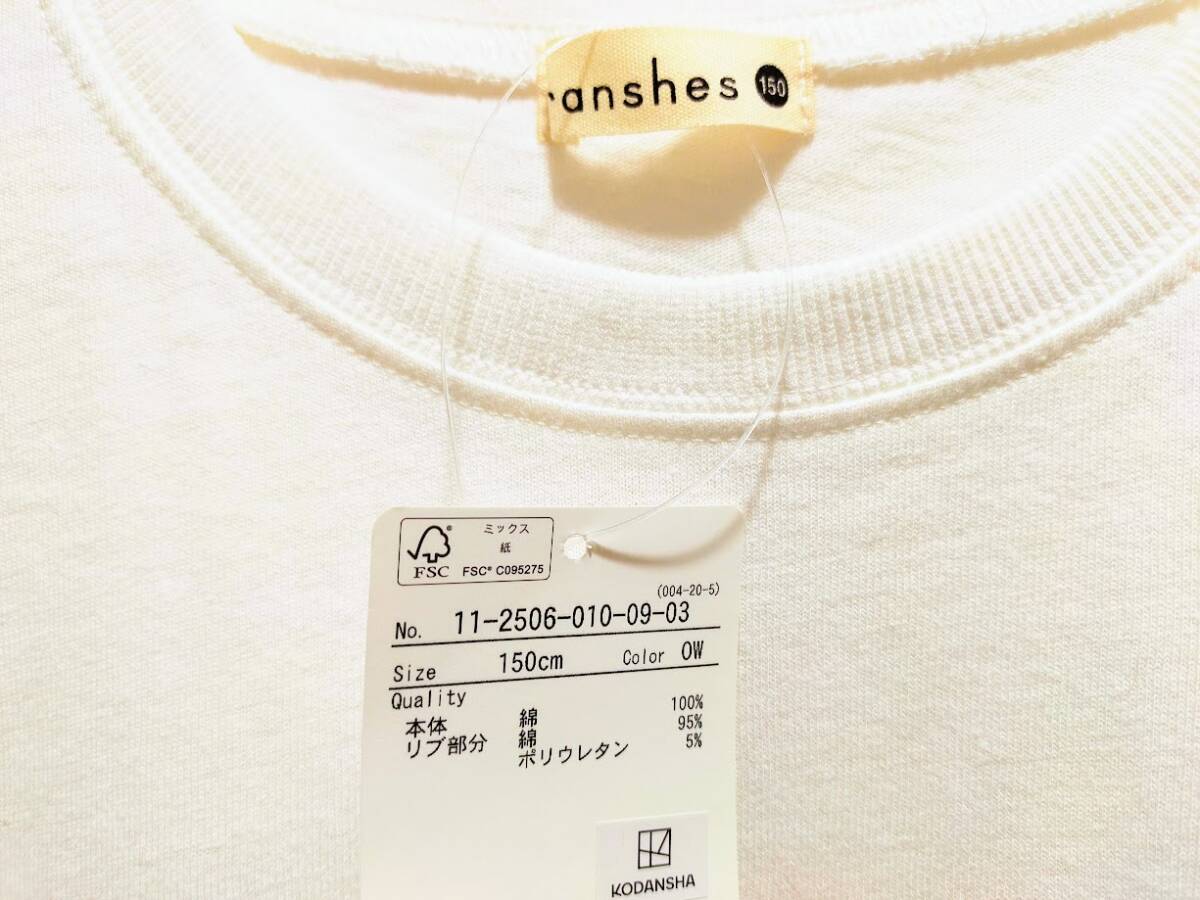 anshes 150
ミックス
紙
FSC® C095275
FSC
(004-20-5)
No. 11-2506-010-09-03
Size 150cm Color OW
Quality
本体 綿 100%
リブ部分 綿 95%
ポリウレタン 5%
KODANSHA